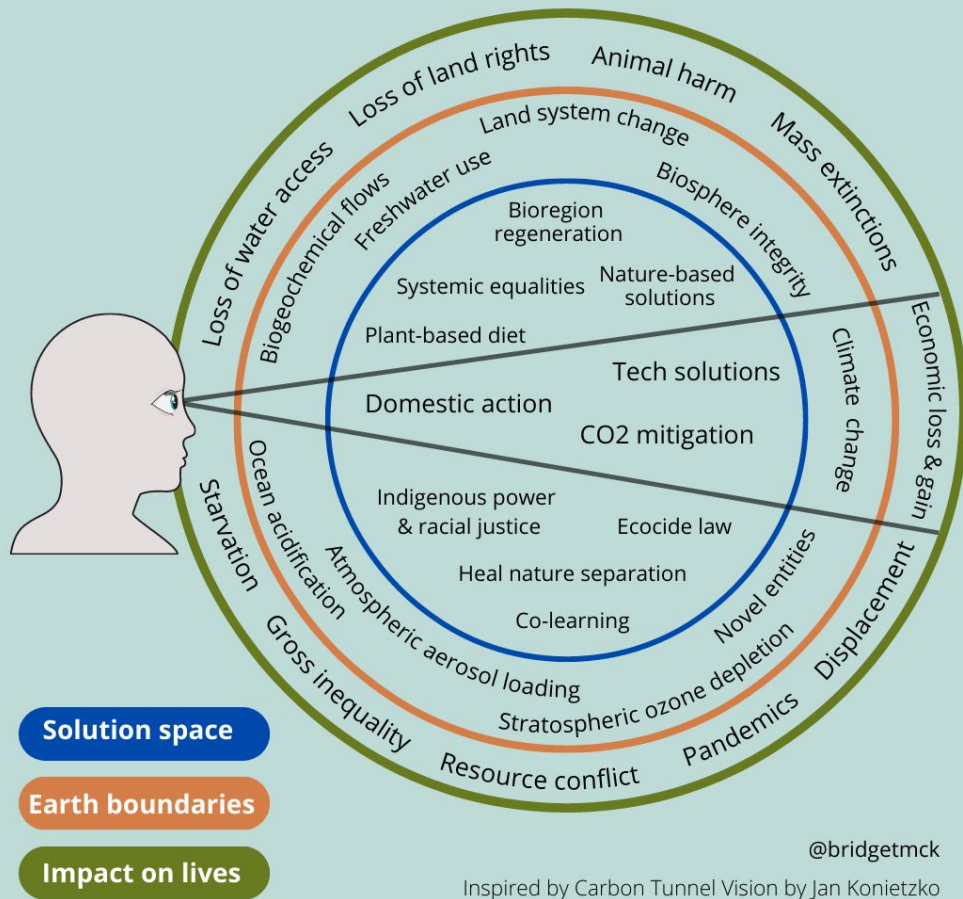 Loss of water access
Loss of land rights
Animal harm
Mass extinctions
Economic loss & gain
Displacement
Pandemics
Resource conflict
Gross inequality
Starvation
Biogeochemical flows
Freshwater use
Land system change
Biosphere integrity
Climate change
Novel entities
Stratospheric ozone depletion
Atmospheric aerosol loading
Ocean acidification
Bioregion
regeneration
Systemic equalities
Nature-based
solutions
Plant-based diet
Tech solutions
Domestic action
CO2 mitigation
Indigenous power
& racial justice
Ecocide law
Heal nature separation
Co-learning
Solution space
Earth boundaries
Impact on lives
@bridgetmck
Inspired by Carbon Tunnel Vision by Jan Konietzko